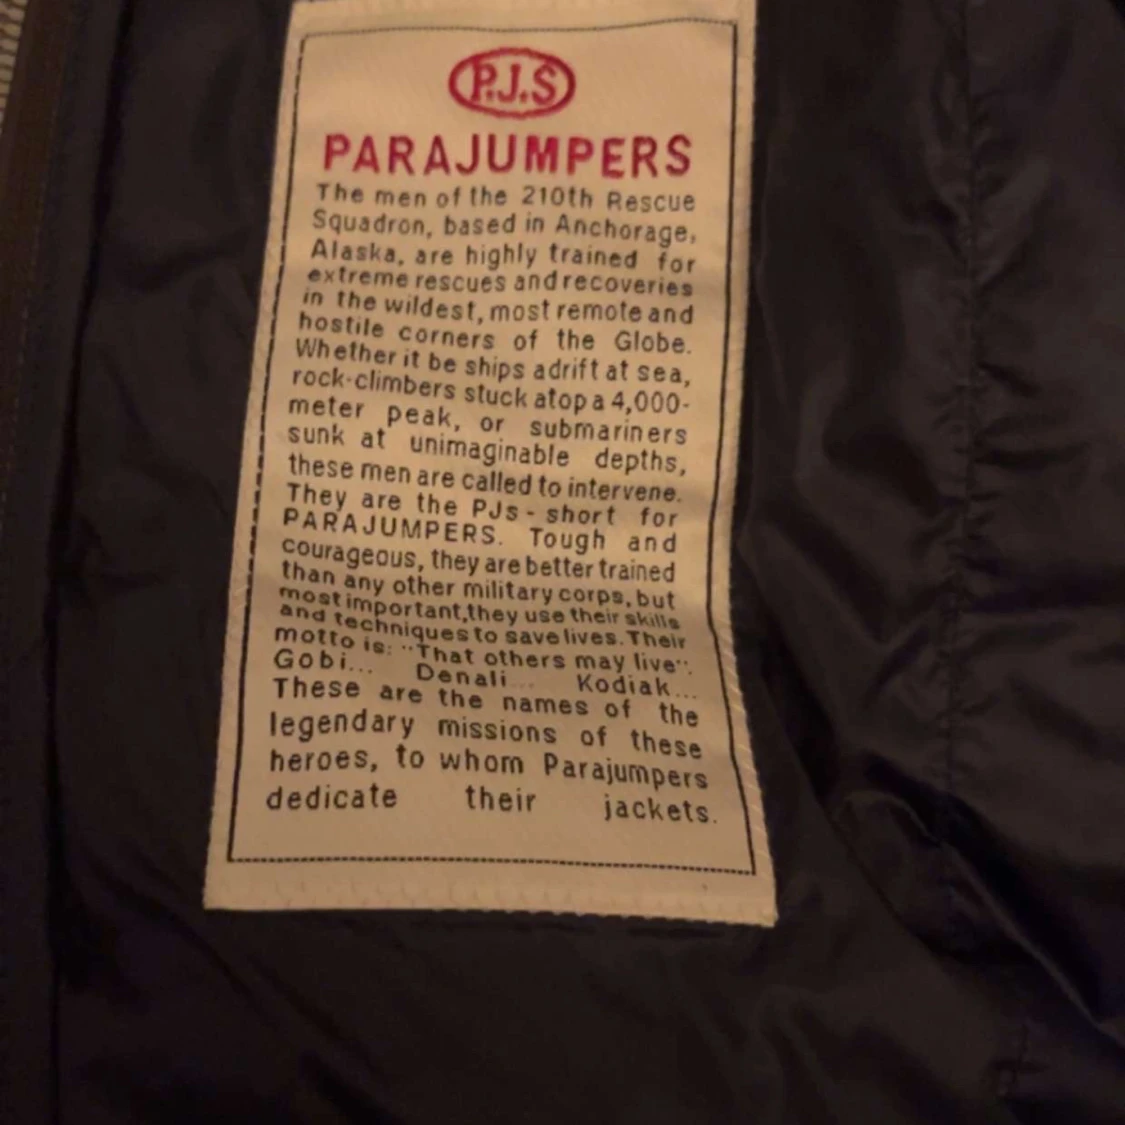 P.J.S
PARAJUMPERS
The men of the 210th Rescue
Squadron, based in Anchorage,
Alaska, are highly trained for
extreme rescues and recoveries
in the wildest, most remote and
hostile corners of the Globe.
Whether it be ships adrift at sea,
rock-climbers stuck atop a 4,000-
meter peak, or submariners
sunk at unimaginable depths,
these men are called to intervene.
They are the PJs - short for
PARAJUMPERS. Tough and
courageous, they are better trained
than any other military corps, but
most important, they use their skills
and techniques to save lives. Their
motto is: "That others may live".
Gobi... Denali... Kodiak...
These are the names of the
legendary missions of these
heroes, to whom Parajumpers
dedicate their jackets.